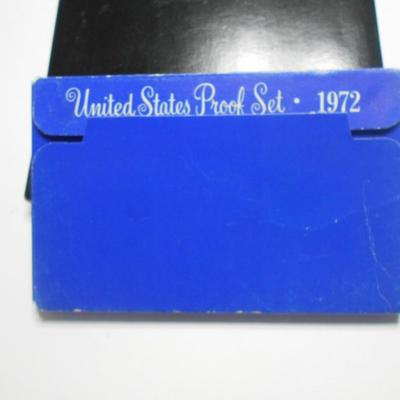 United States Proof Set · 1972